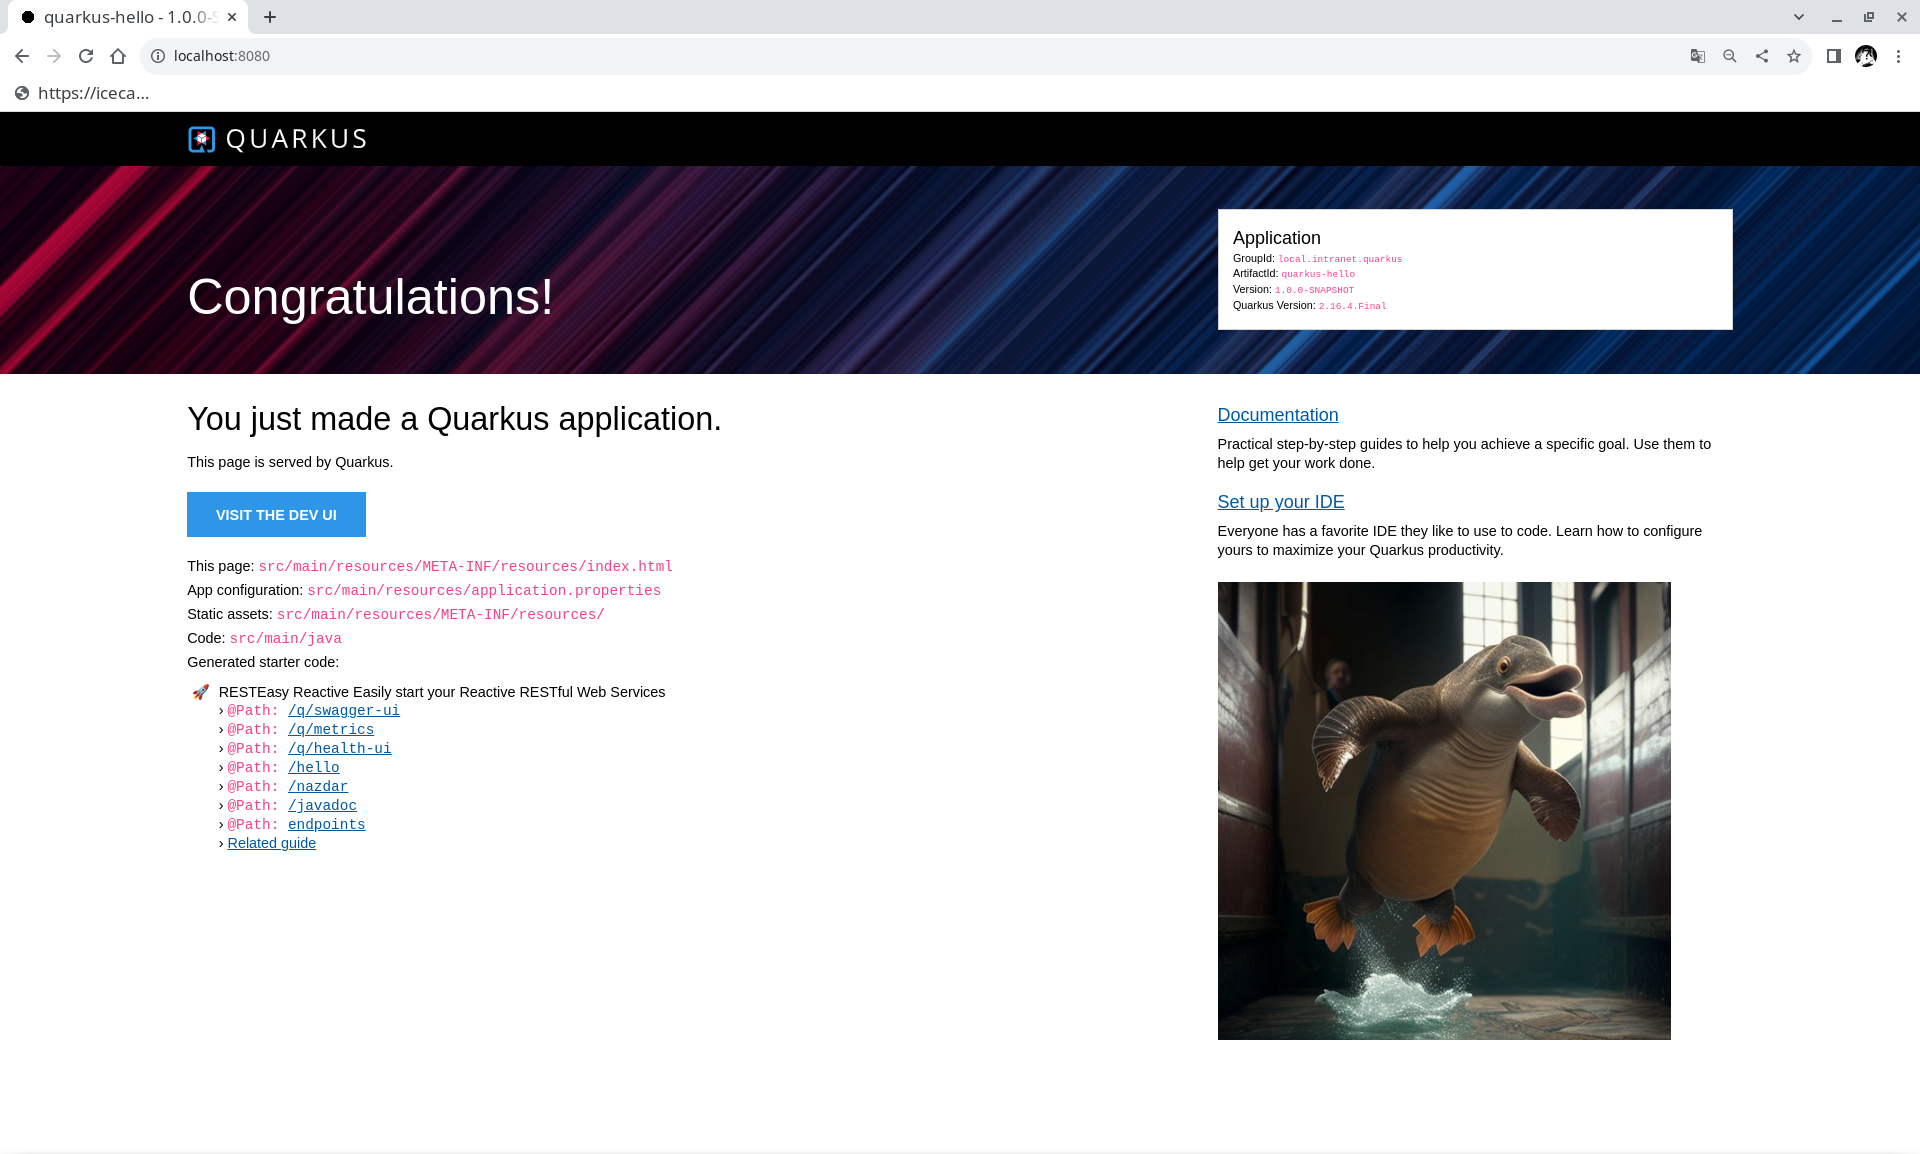 quarkus-hello - 1.0.0-S
localhost:8080
https://iceca...
QUARKUS
Congratulations!
Application
GroupId: local.intranet.quarkus
ArtifactId: quarkus-hello
Version: 1.0.0-SNAPSHOT
Quarkus Version: 2.16.4.Final
You just made a Quarkus application.
This page is served by Quarkus.
VISIT THE DEV UI
This page: src/main/resources/META-INF/resources/index.html
App configuration: src/main/resources/application.properties
Static assets: src/main/resources/META-INF/resources/
Code: src/main/java
Generated starter code:
🚀 RESTEasy Reactive Easily start your Reactive RESTful Web Services
› @Path: /q/swagger-ui
› @Path: /q/metrics
› @Path: /q/health-ui
› @Path: /hello
› @Path: /nazdar
› @Path: /javadoc
› @Path: endpoints
› Related guide
Documentation
Practical step-by-step guides to help you achieve a specific goal. Use them to
help get your work done.
Set up your IDE
Everyone has a favorite IDE they like to use to code. Learn how to configure
yours to maximize your Quarkus productivity.